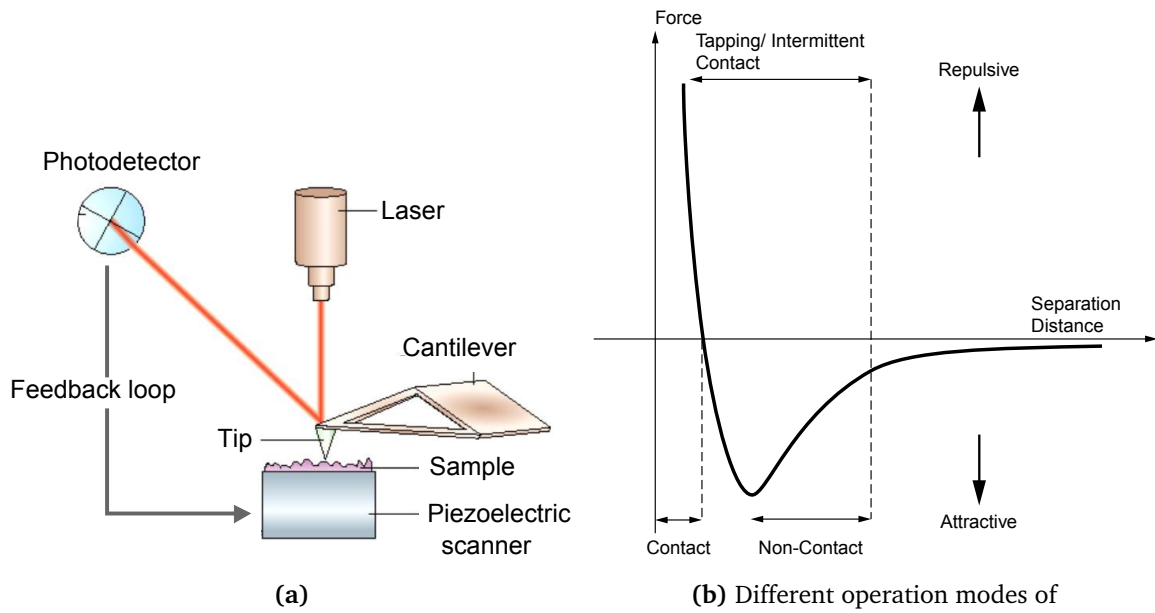 Photodetector
Laser
Cantilever
Feedback loop
Tip
Sample
Piezoelectric
scanner
(a)
Force
Tapping/ Intermittent
Contact
Repulsive
Separation
Distance
Attractive
Contact
Non-Contact
(b) Different operation modes of